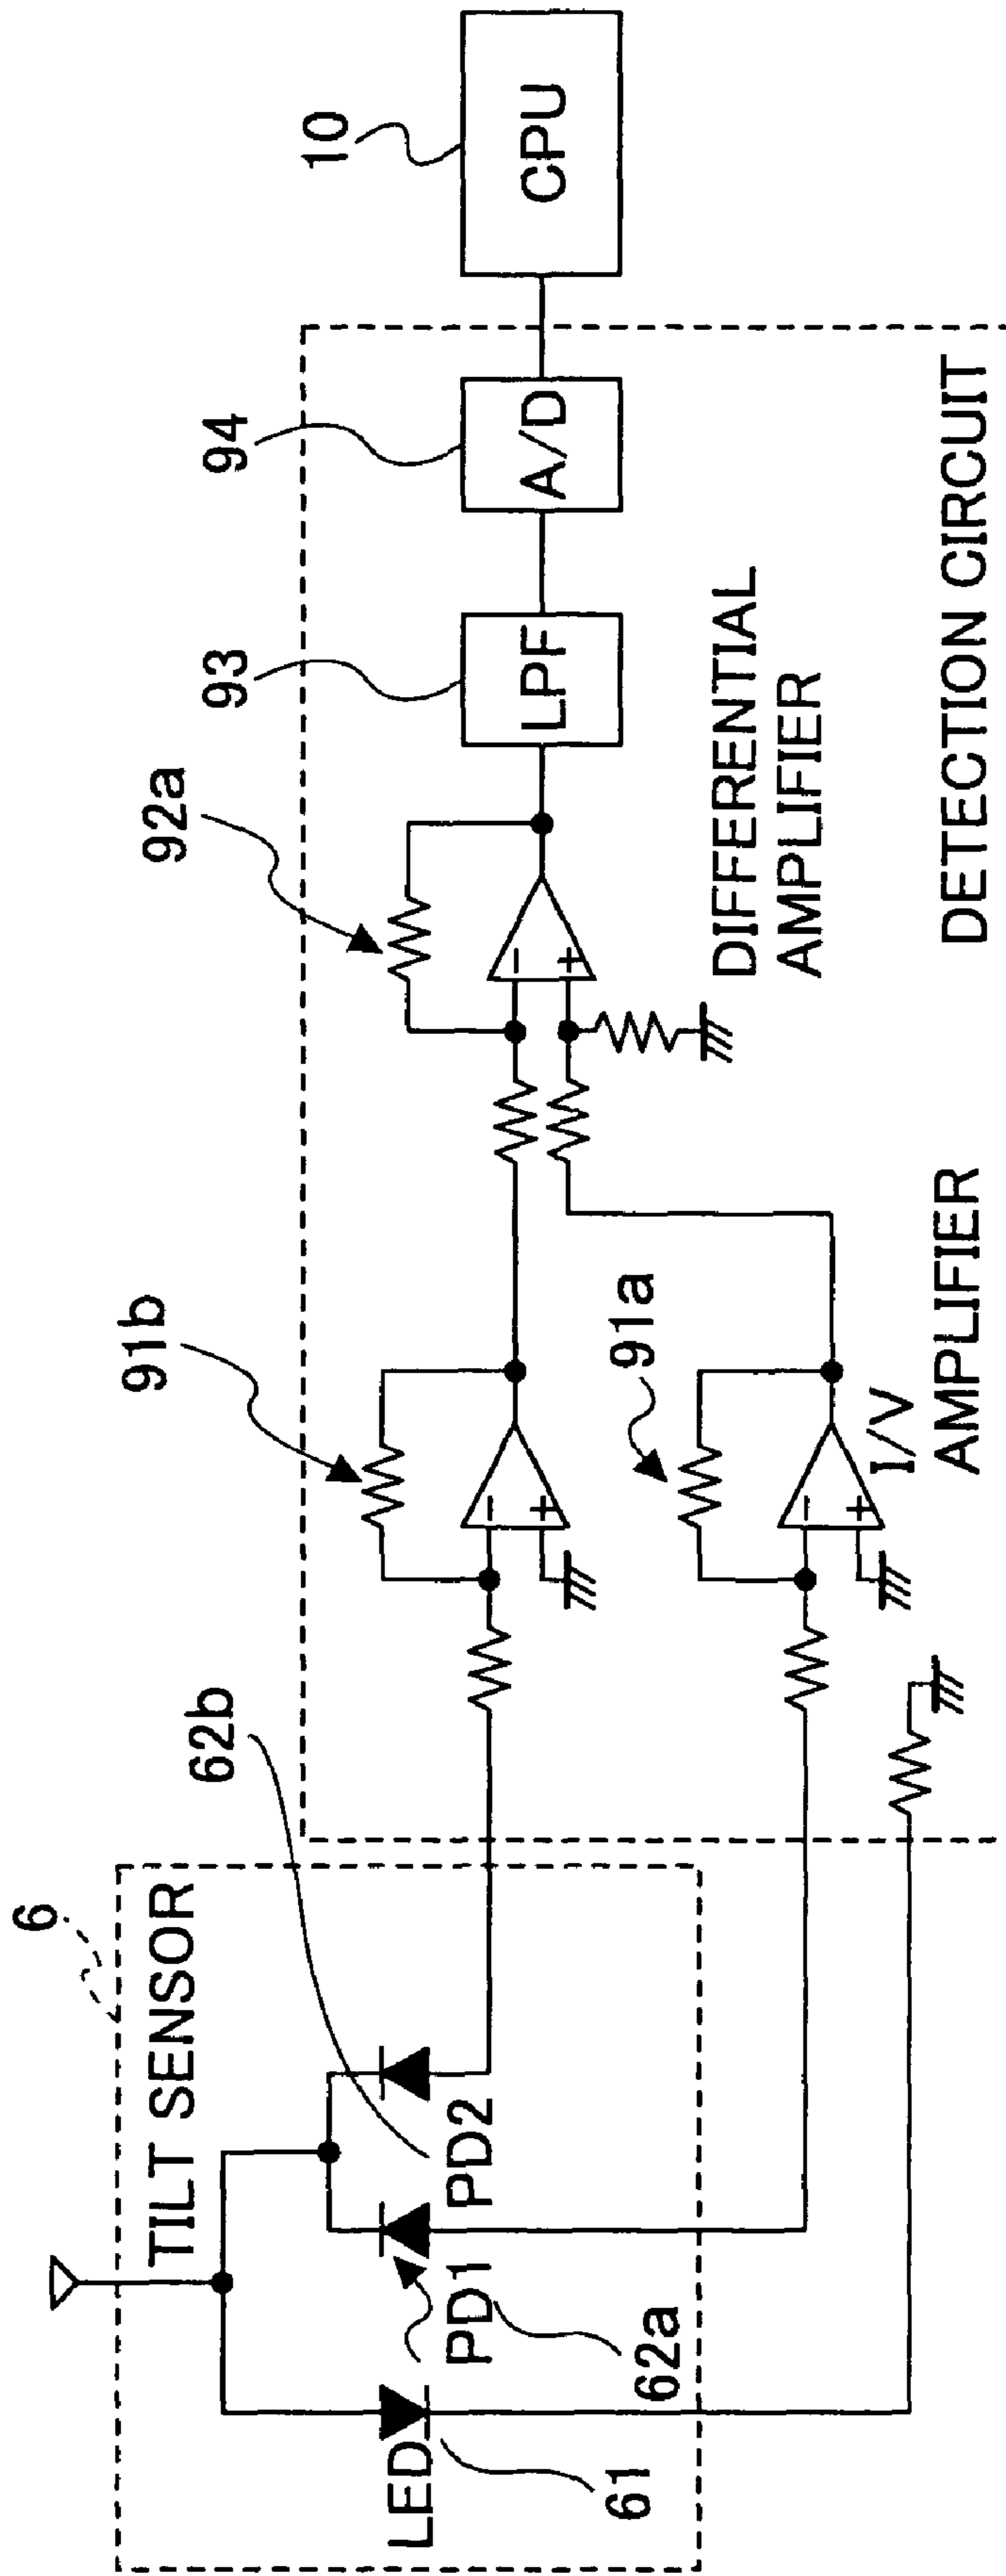 6
TILT SENSOR
LED
61
PD1
62a
PD2
62b
91b
−
+
91a
−
+
I/V
AMPLIFIER
92a
−
+
DIFFERENTIAL
AMPLIFIER
93
LPF
94
A/D
10
CPU
DETECTION CIRCUIT